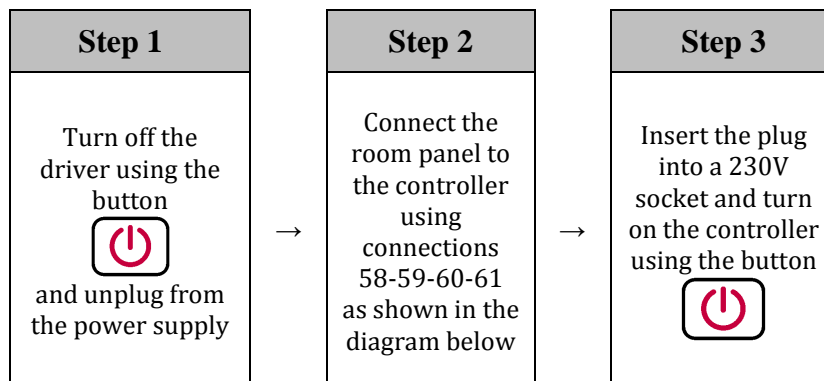 Step 1
Turn off the
driver using the
button
and unplug from
the power supply
→
Step 2
Connect the
room panel to
the controller
using
connections
58-59-60-61
as shown in the
diagram below
→
Step 3
Insert the plug
into a 230V
socket and turn
on the controller
using the button